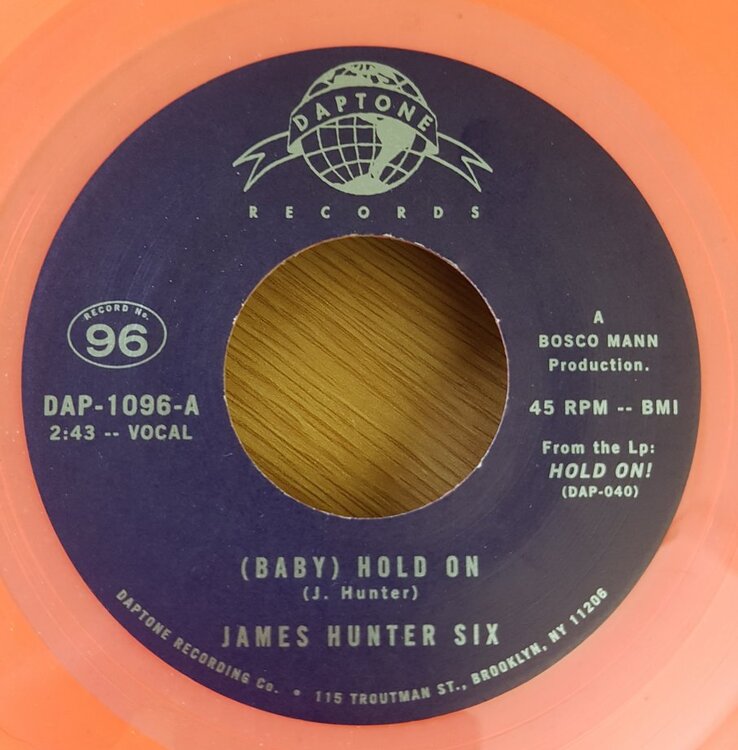 DAPTONE
RECORDS
RECORD No.
96
DAP-1096-A
2:43 -- VOCAL
A
BOSCO MANN
Production.
45 RPM -- BMI
From the Lp:
HOLD ON!
(DAP-040)
(BABY) HOLD ON
(J. Hunter)
JAMES HUNTER SIX
DAPTONE RECORDING Co. • 115 TROUTMAN ST., BROOKLYN, NY 11206